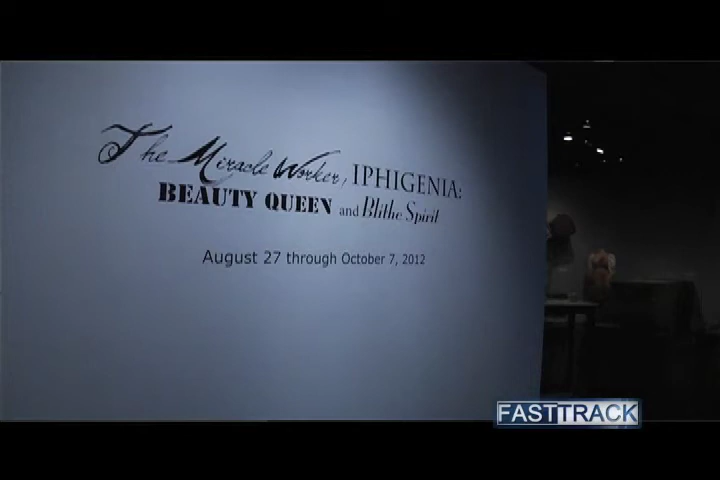 The Miracle Worker, IPHIGENIA:
BEAUTY QUEEN and Blithe Spirit
August 27 through October 7, 2012
FASTTRACK